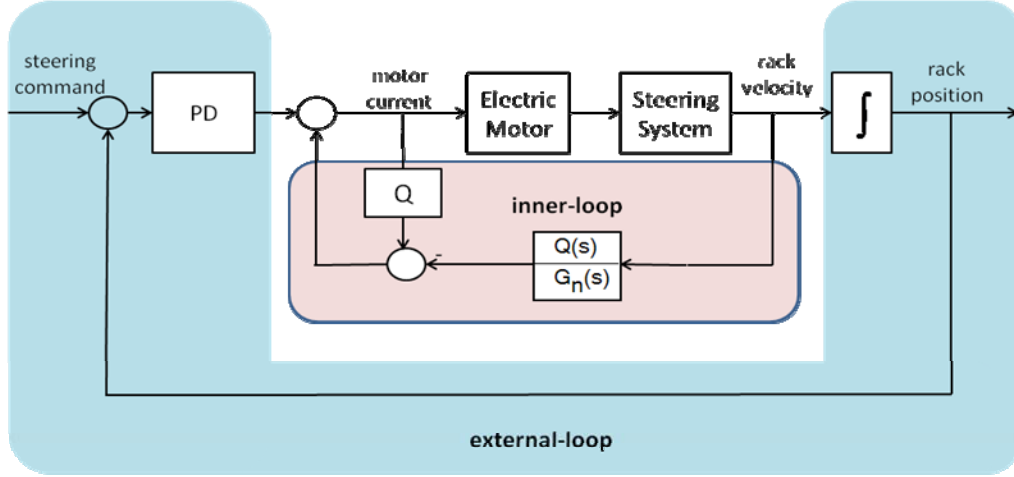 steering
command
PD
motor
current
Electric
Motor
Steering
System
rack
velocity
∫
rack
position
Q
inner-loop
-
Q(s)
Gn(s)
external-loop